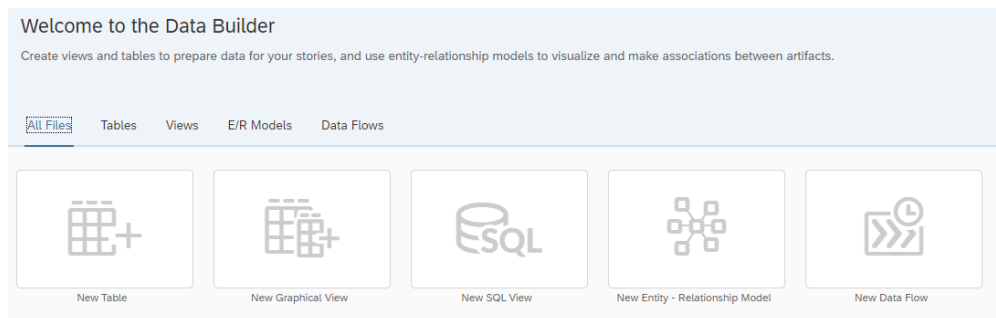 Welcome to the Data Builder
Create views and tables to prepare data for your stories, and use entity-relationship models to visualize and make associations between artifacts.
All Files Tables Views E/R Models Data Flows
SQL
New Table New Graphical View New SQL View New Entity - Relationship Model New Data Flow